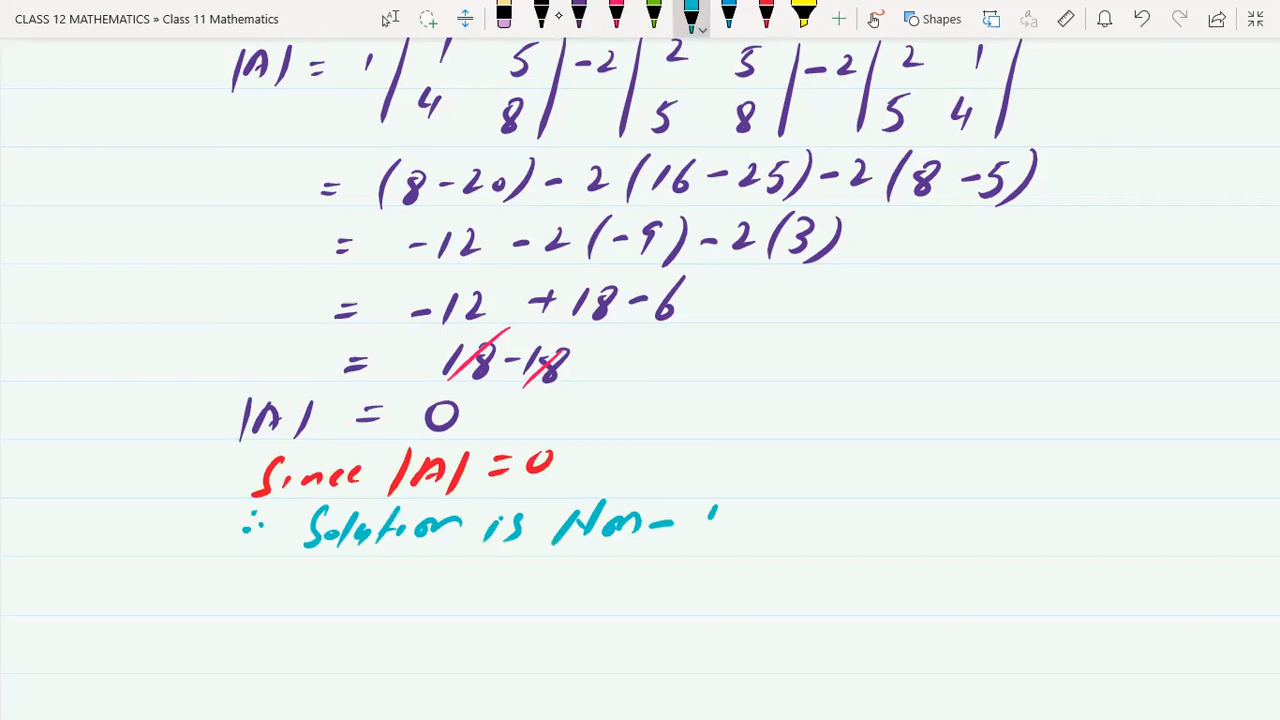 CLASS 12 MATHEMATICS » Class 11 Mathematics
Shapes
|A| = 1 | 1 5 | -2 | 2 5 | -2 | 2 1 |
4 8 5 8 5 4
= (8-20) - 2(16-25) -2(8-5)
= -12 -2(-9) -2(3)
= -12 +18-6
= 18-18
|A| = 0
Since |A| = 0
∴ Solution is Non-